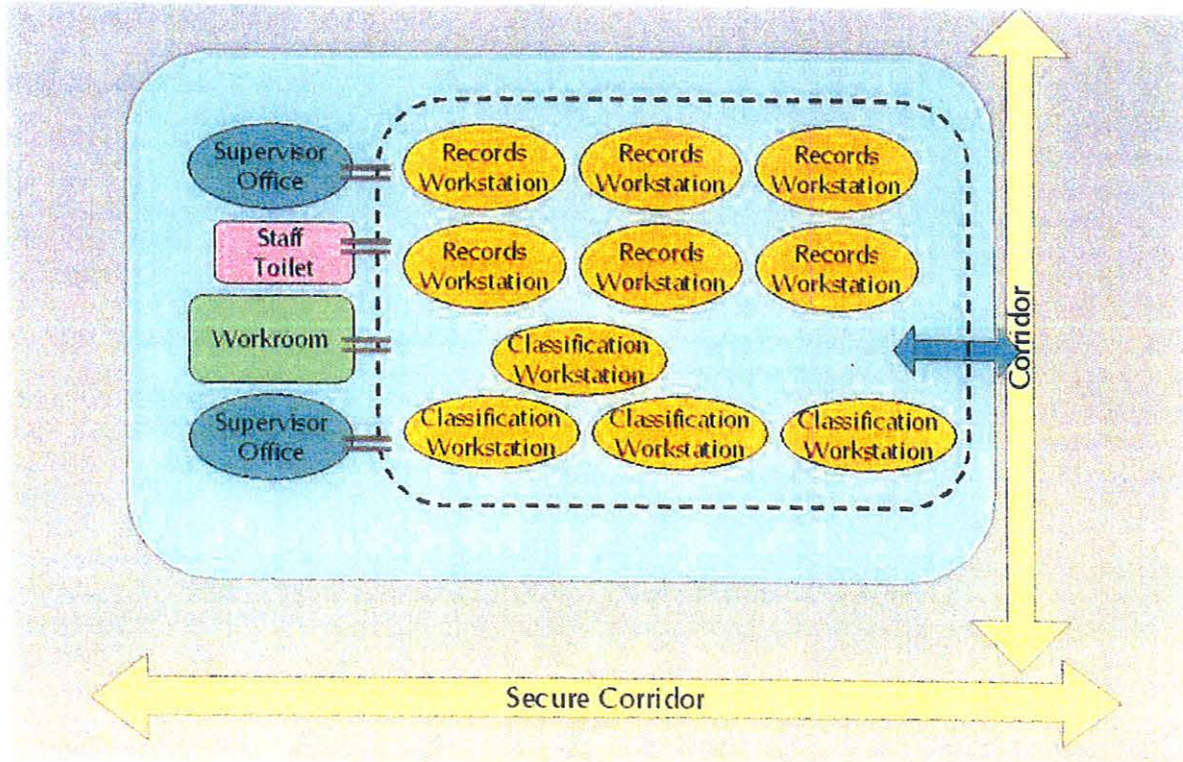 Supervisor
Office
Records
Workstation
Records
Workstation
Records
Workstation
Staff
Toilet
Records
Workstation
Records
Workstation
Records
Workstation
Workroom
Classification
Workstation
Supervisor
Office
Classification
Workstation
Classification
Workstation
Classification
Workstation
Corridor
Secure Corridor